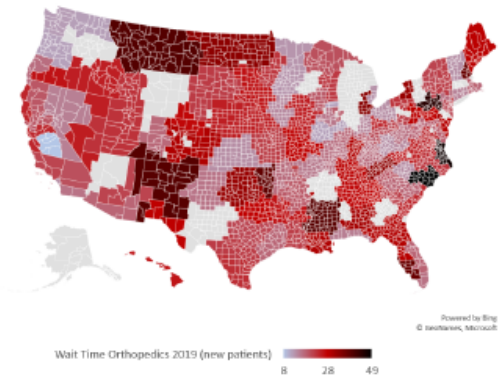 Powered by Bing
© GeoNames, Microsoft
Wait Time Orthopedics 2019 (new patients)
8 28 49